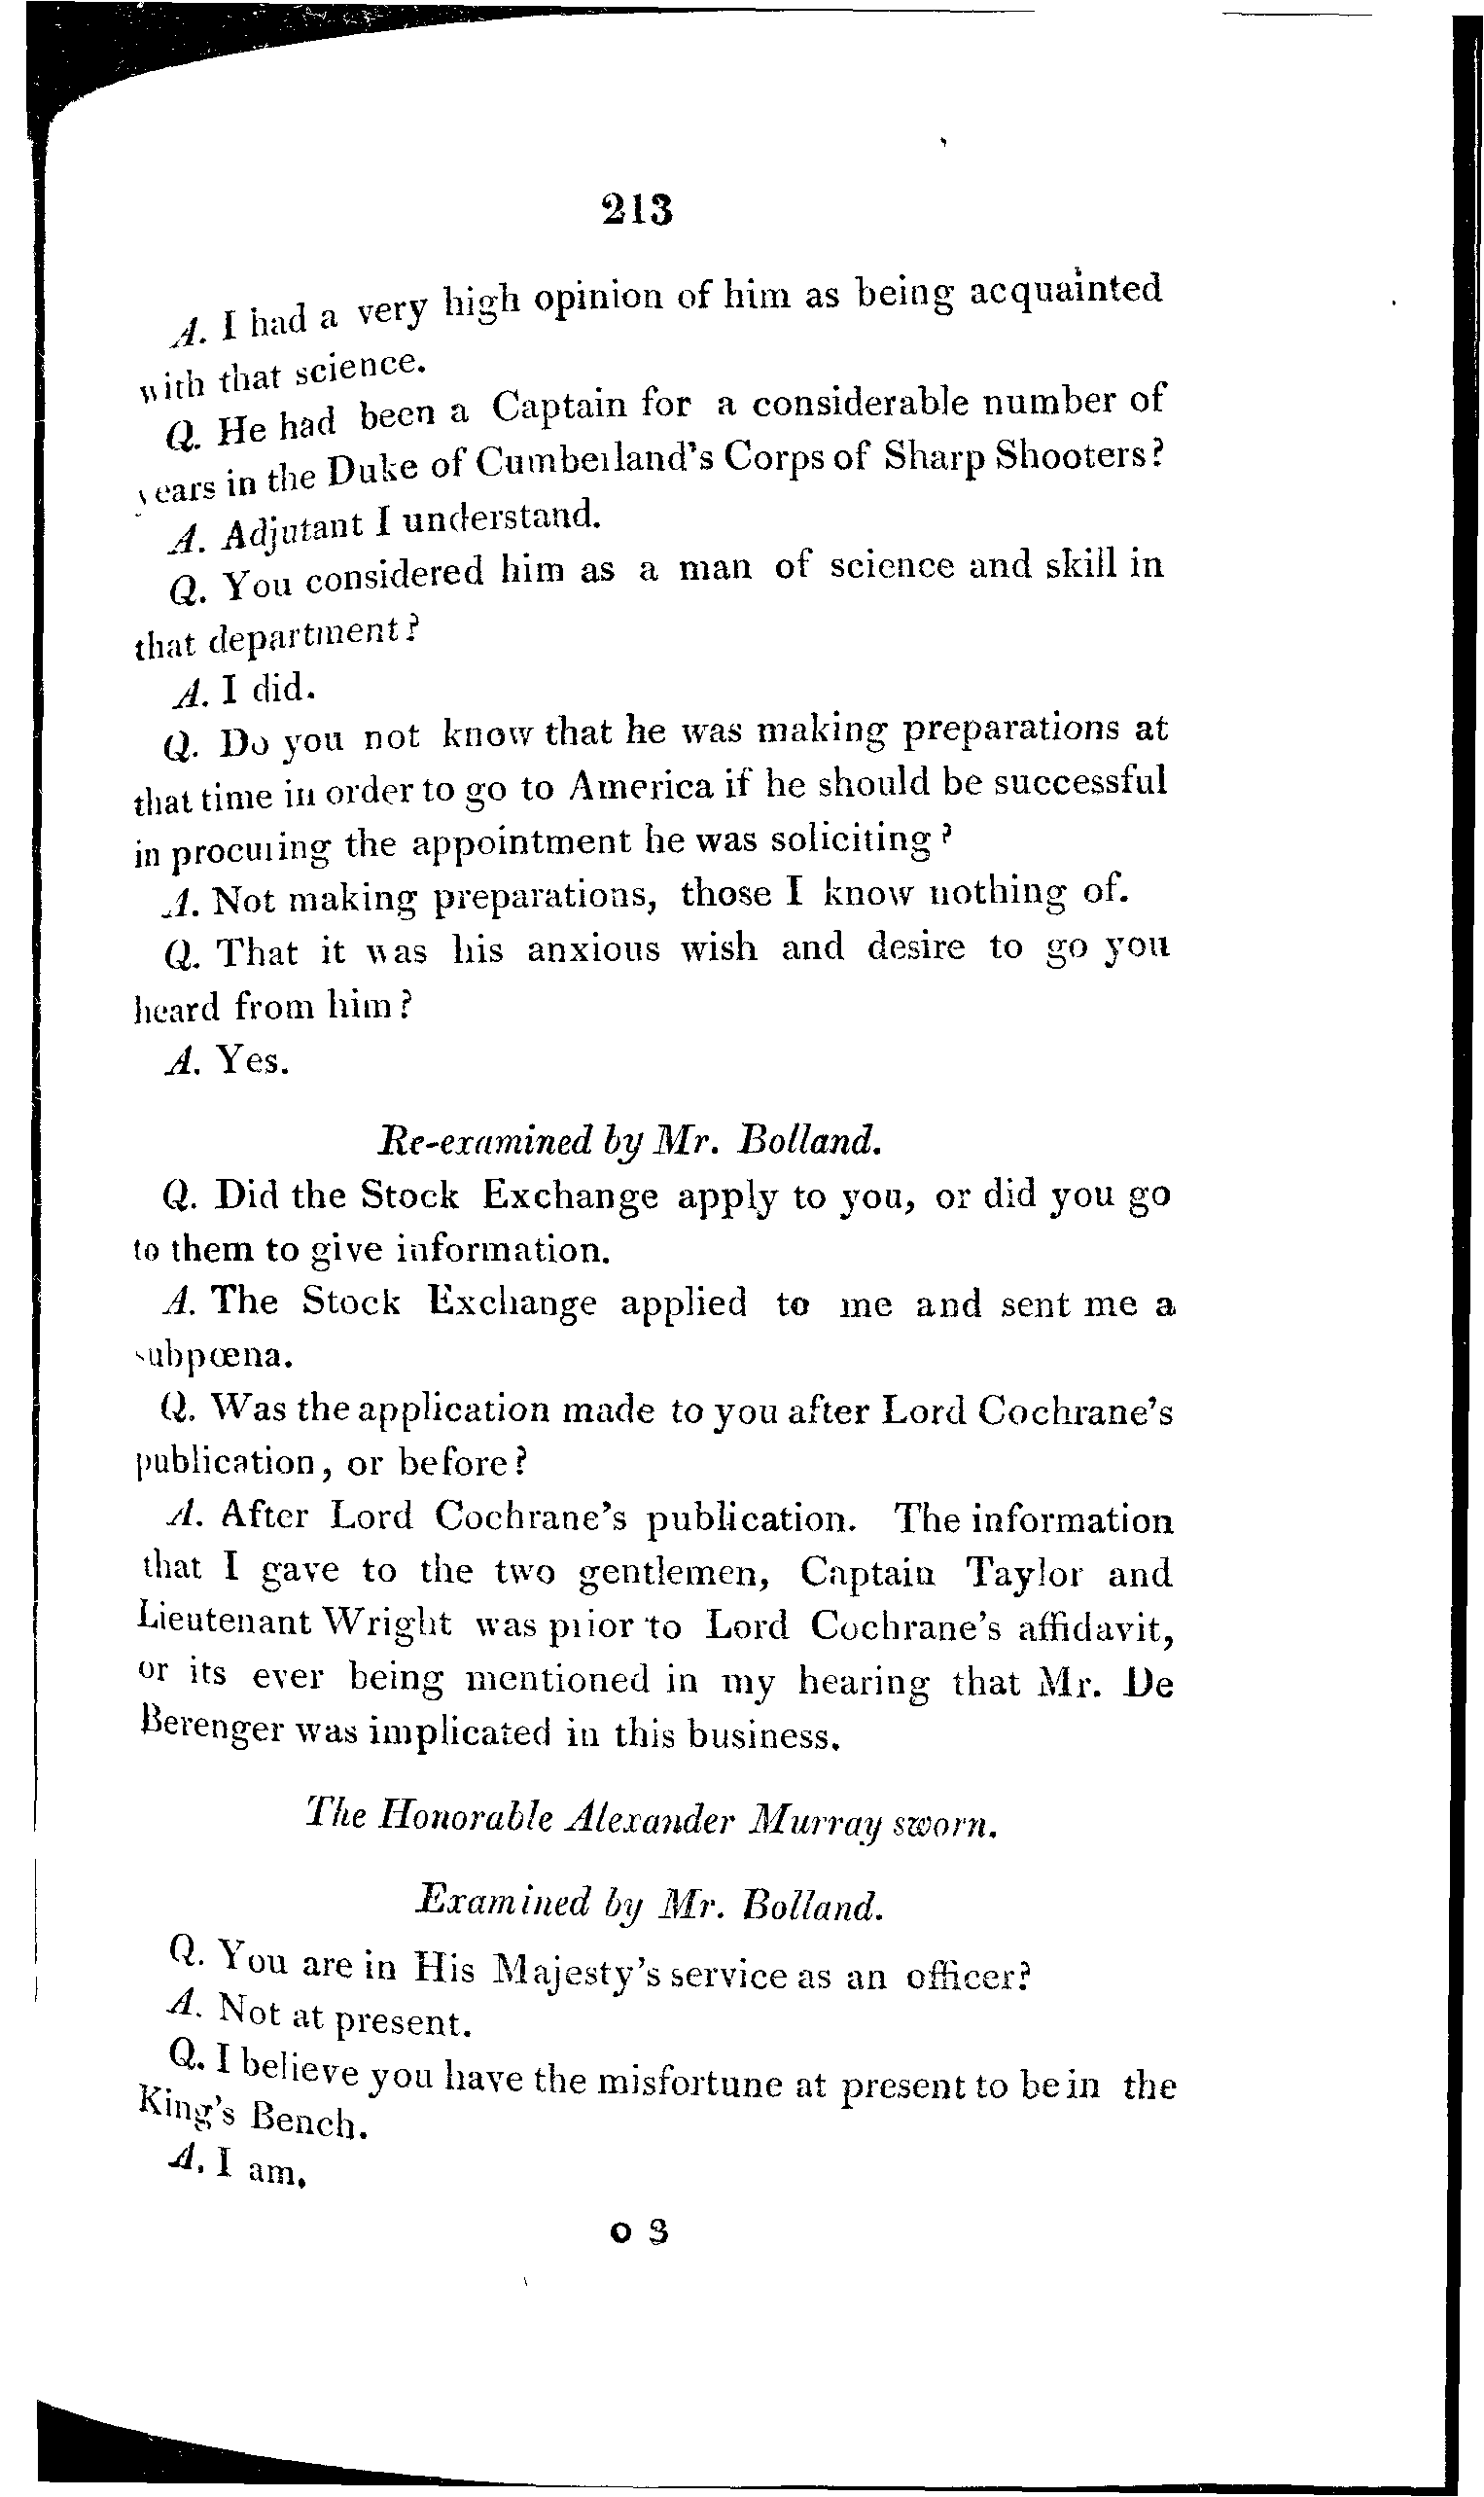 213
A. I had a very high opinion of him as being acquainted
with that science.
Q. He had been a Captain for a considerable number of
years in the Duke of Cumberland's Corps of Sharp Shooters?
A. Adjutant I understand.
Q. You considered him as a man of science and skill in
that department?
A. I did.
Q. Do you not know that he was making preparations at
that time in order to go to America if he should be successful
in procuring the appointment he was soliciting?
A. Not making preparations, those I know nothing of.
Q. That it was his anxious wish and desire to go you
heard from him?
A. Yes.
Re-examined by Mr. Bolland.
Q. Did the Stock Exchange apply to you, or did you go
to them to give information.
A. The Stock Exchange applied to me and sent me a
subpœna.
Q. Was the application made to you after Lord Cochrane's
publication, or before?
A. After Lord Cochrane's publication. The information
that I gave to the two gentlemen, Captain Taylor and
Lieutenant Wright was prior to Lord Cochrane's affidavit,
or its ever being mentioned in my hearing that Mr. De
Berenger was implicated in this business.
The Honorable Alexander Murray sworn.
Examined by Mr. Bolland.
Q. You are in His Majesty's service as an officer?
A. Not at present.
Q. I believe you have the misfortune at present to be in the
King's Bench.
A. I am.
O 3